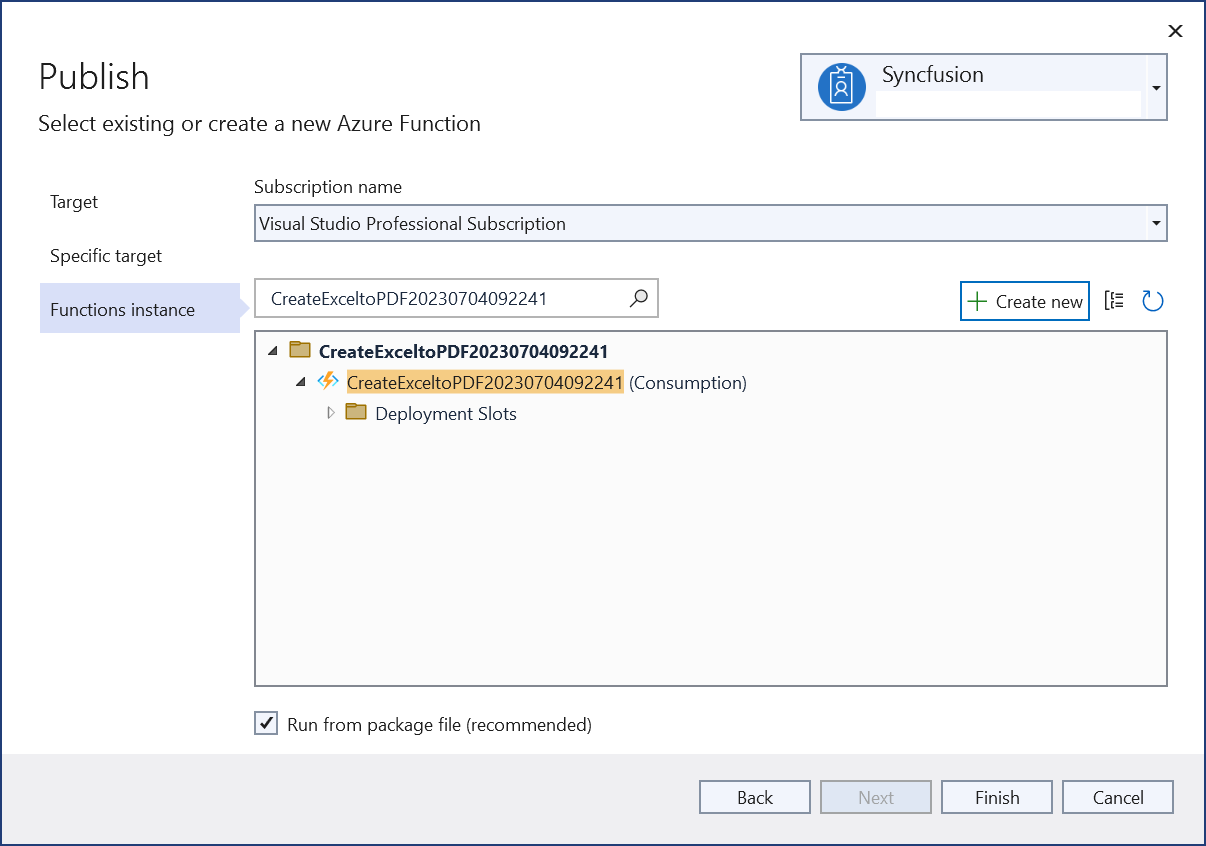 Publish
Syncfusion
Select existing or create a new Azure Function
Target
Specific target
Functions instance
Subscription name
Visual Studio Professional Subscription
CreateExceltoPDF20230704092241
Create new
CreateExceltoPDF20230704092241
CreateExceltoPDF20230704092241 (Consumption)
Deployment Slots
Run from package file (recommended)
Back
Next
Finish
Cancel